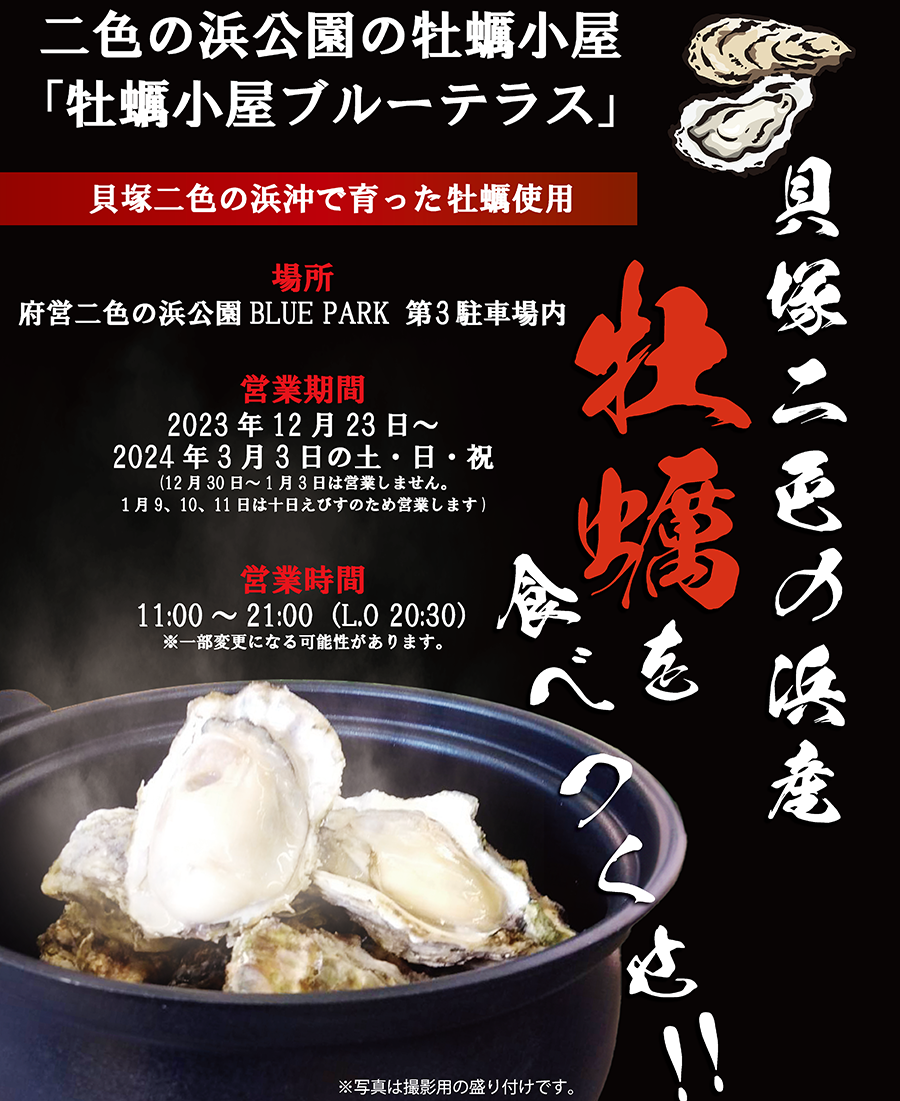 二色の浜公園の牡蠣小屋
「牡蠣小屋ブルーテラス」
貝塚二色の浜沖で育った牡蠣使用
場所
府営二色の浜公園 BLUE PARK 第3駐車場内
営業期間
2023年12月23日〜
2024年3月3日の土・日・祝
(12月30日〜1月3日は営業しません。
1月9、10、11日は十日えびすのため営業します)
営業時間
11:00 〜 21:00 (L.O 20:30)
※一部変更になる可能性があります。
貝塚二色の浜産
牡蠣を
食べつくせ!!
※写真は撮影用の盛り付けです。